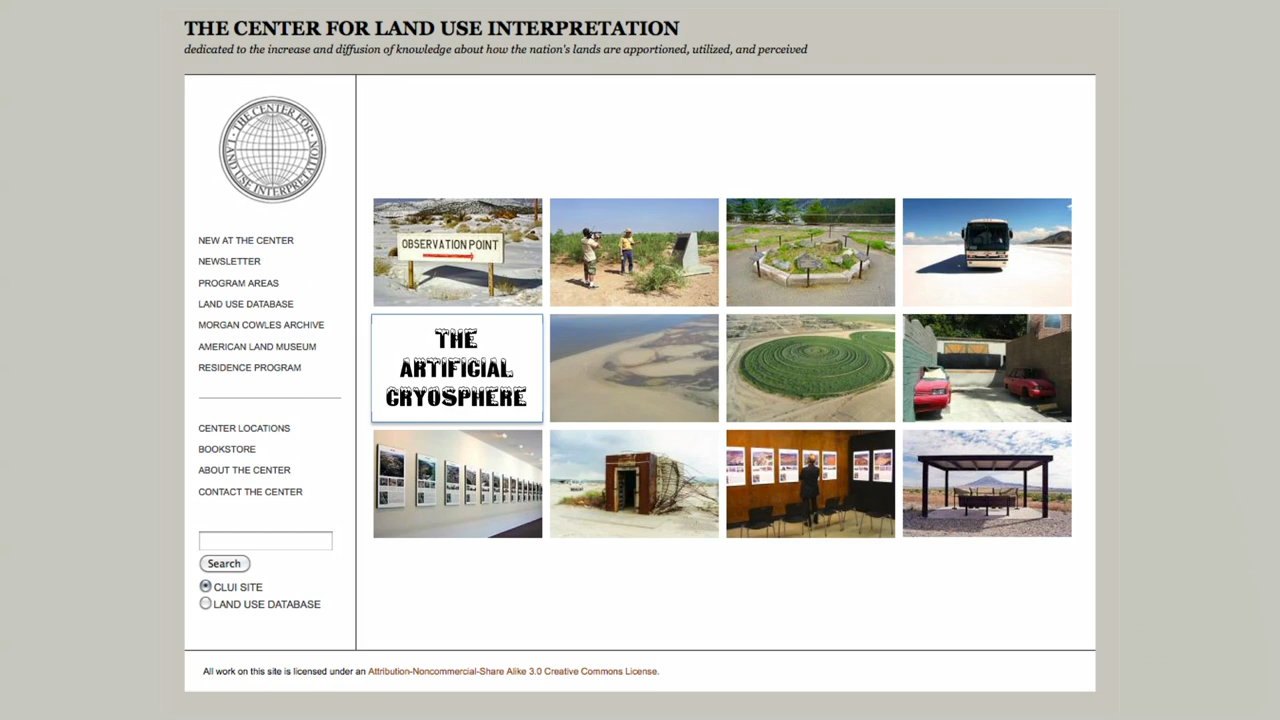 THE CENTER FOR LAND USE INTERPRETATION
dedicated to the increase and diffusion of knowledge about how the nation's lands are apportioned, utilized, and perceived
· THE CENTER FOR ·
LAND USE INTERPRETATION
NEW AT THE CENTER
NEWSLETTER
PROGRAM AREAS
LAND USE DATABASE
MORGAN COWLES ARCHIVE
AMERICAN LAND MUSEUM
RESIDENCE PROGRAM
CENTER LOCATIONS
BOOKSTORE
ABOUT THE CENTER
CONTACT THE CENTER
Search
CLUI SITE
LAND USE DATABASE
OBSERVATION POINT
THE
ARTIFICIAL
CRYOSPHERE
All work on this site is licensed under an Attribution-Noncommercial-Share Alike 3.0 Creative Commons License.